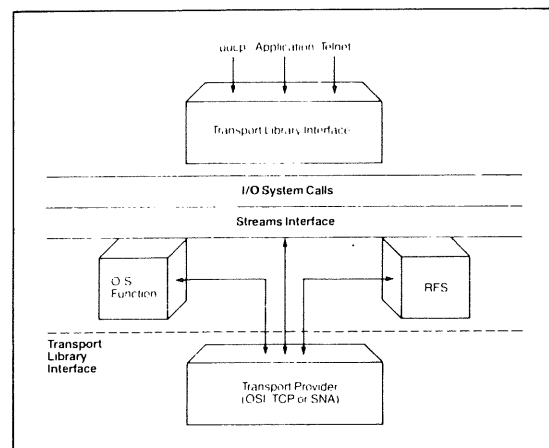 uucp Application Telnet
Transport Library Interface
I/O System Calls
Streams Interface
O/S
Function
RFS
Transport
Library
Interface
Transport Provider
(OSI, TCP or SNA)